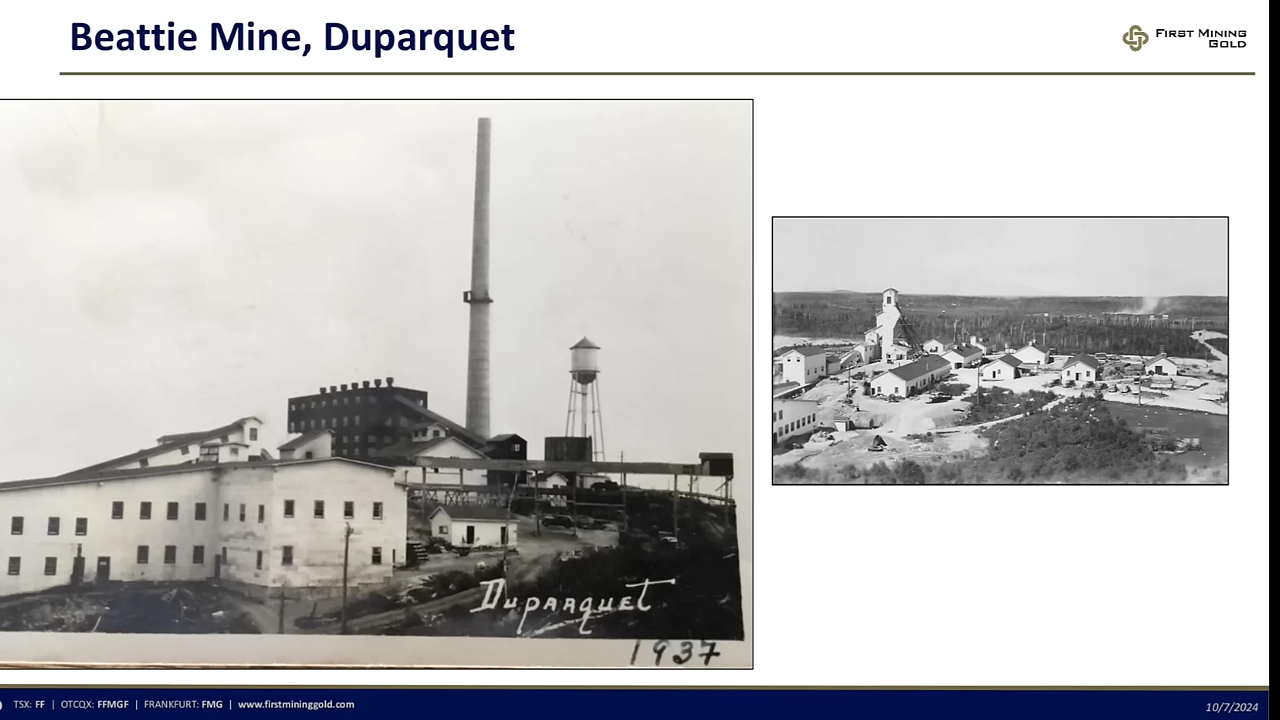 Beattie Mine, Duparquet
FIRST MINING
GOLD
Duparquet
1937
TSX: FF | OTCQX: FFMGF | FRANKFURT: FMG | www.firstmininggold.com
10/7/2024